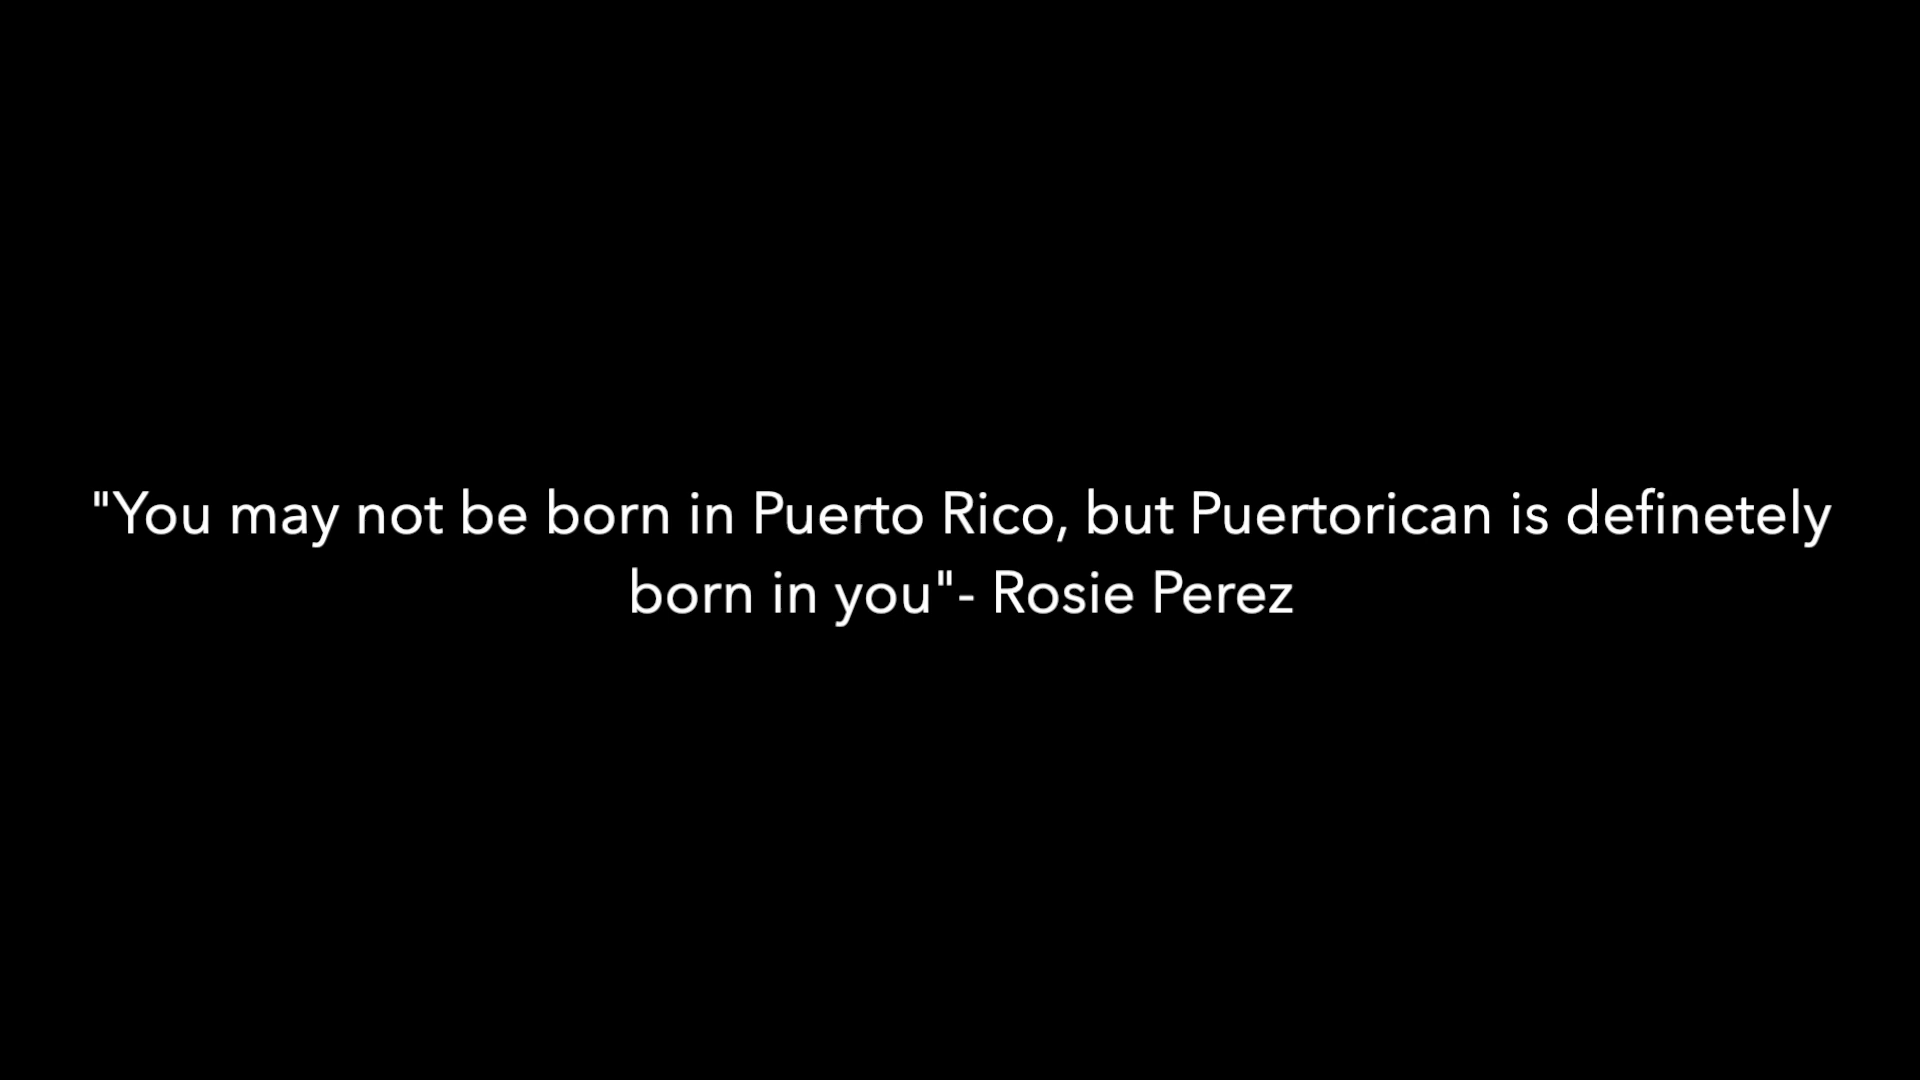 "You may not be born in Puerto Rico, but Puertorican is definetely
born in you"- Rosie Perez